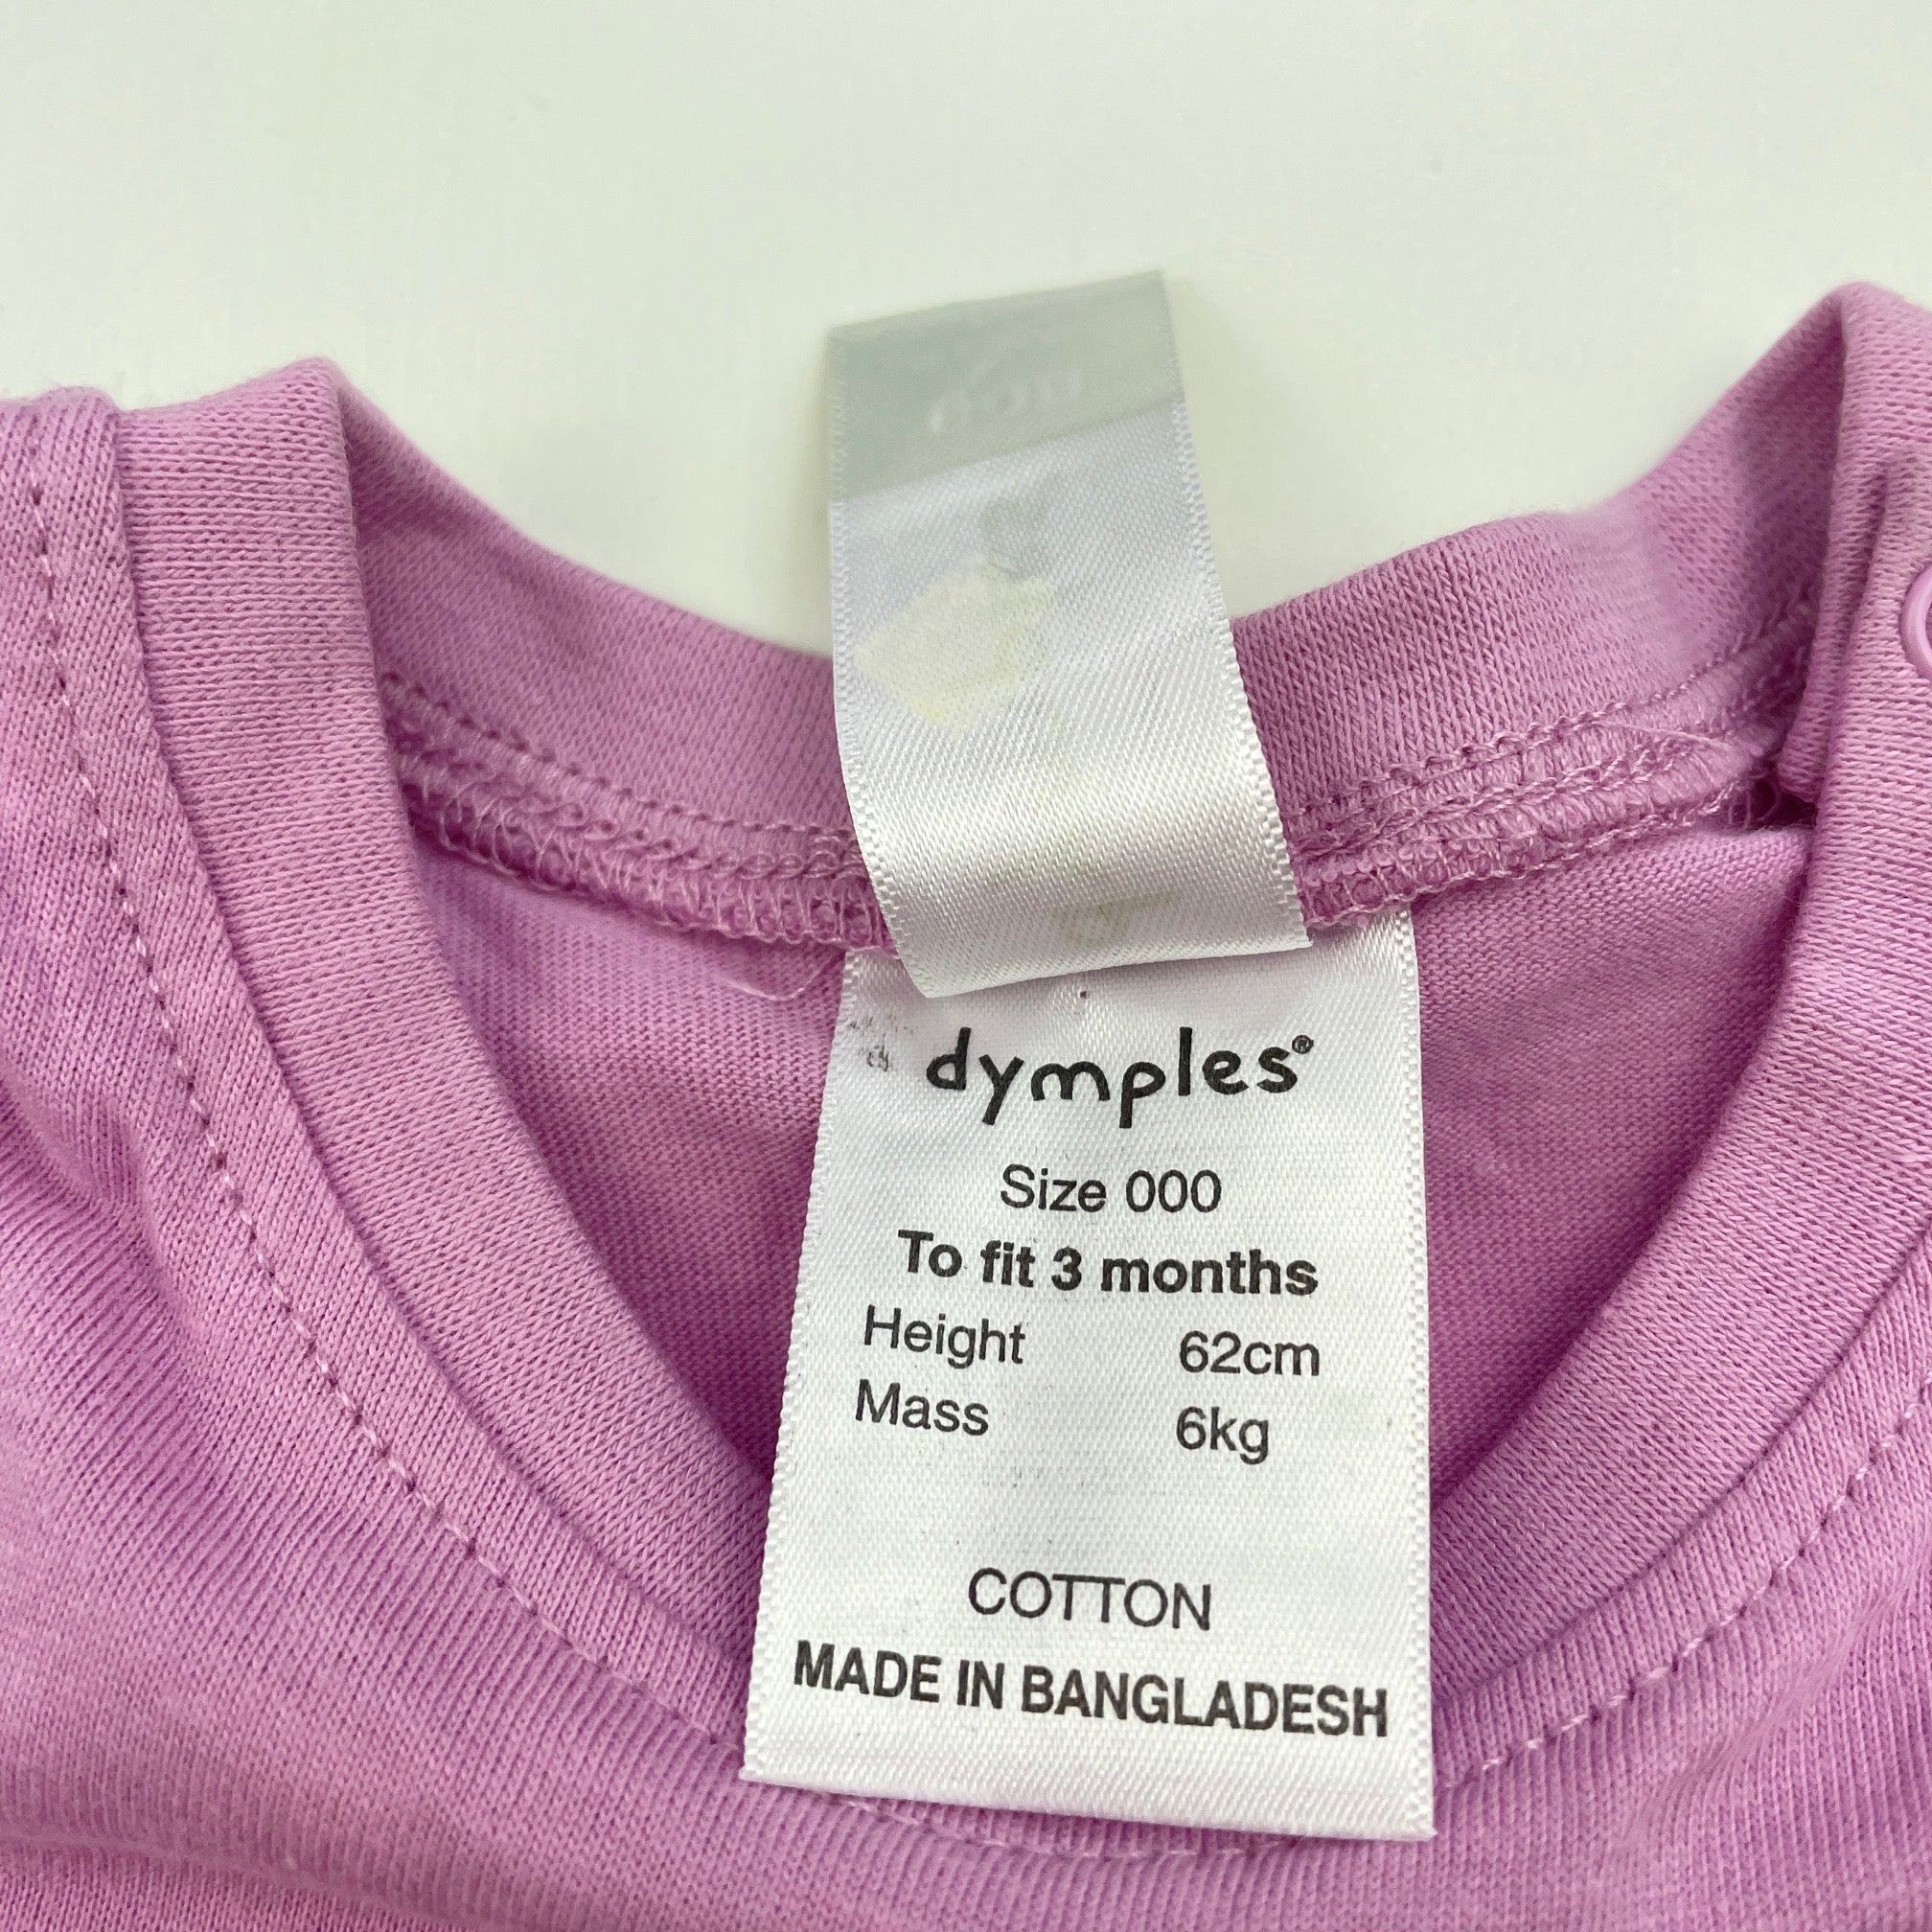 dymples®
Size 000
To fit 3 months
Height 62cm
Mass 6kg
COTTON
MADE IN BANGLADESH